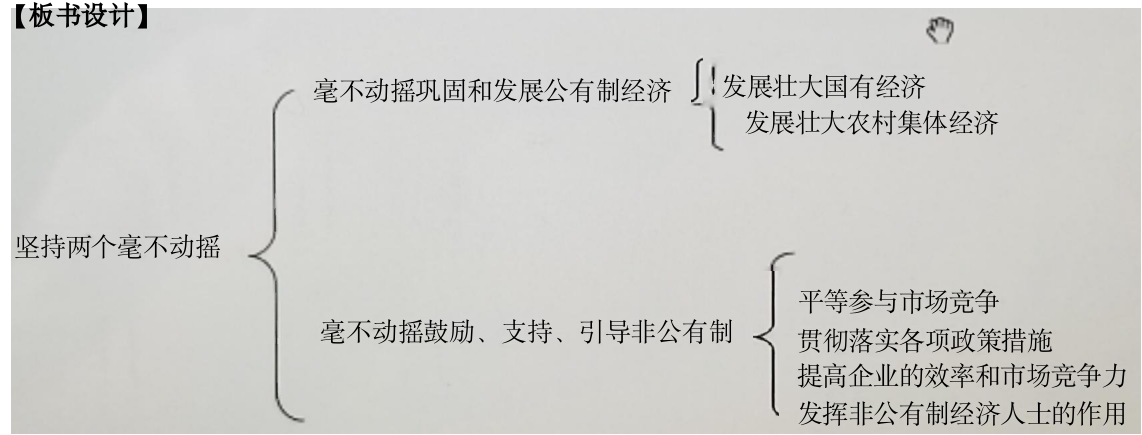 【板书设计】
毫不动摇巩固和发展公有制经济
发展壮大国有经济
发展壮大农村集体经济
坚持两个毫不动摇
毫不动摇鼓励、支持、引导非公有制
平等参与市场竞争
贯彻落实各项政策措施
提高企业的效率和市场竞争力
发挥非公有制经济人士的作用